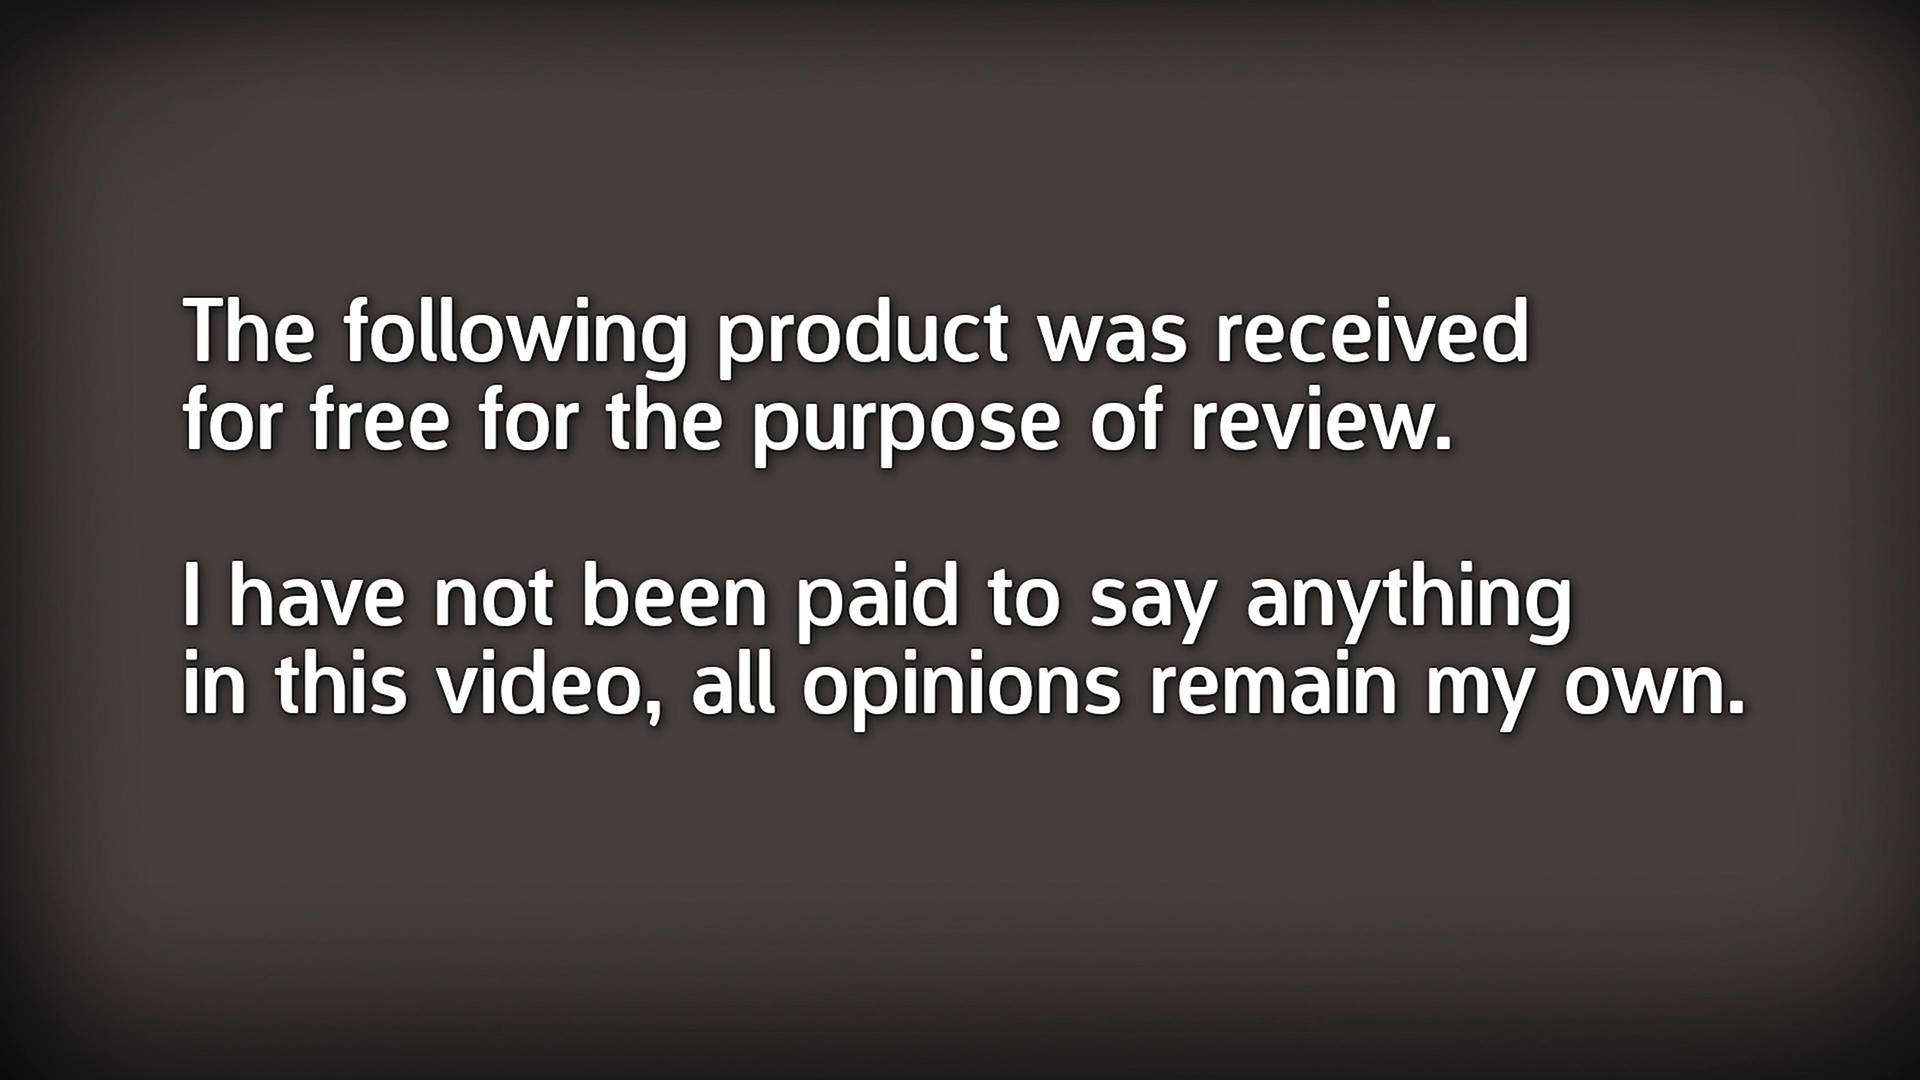 The following product was received
for free for the purpose of review.
I have not been paid to say anything
in this video, all opinions remain my own.